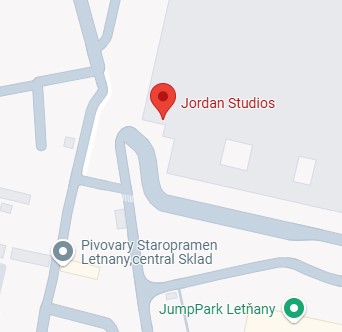 Jordan Studios
Pivovary Staropramen
Letnany,central Sklad
JumpPark Letňany